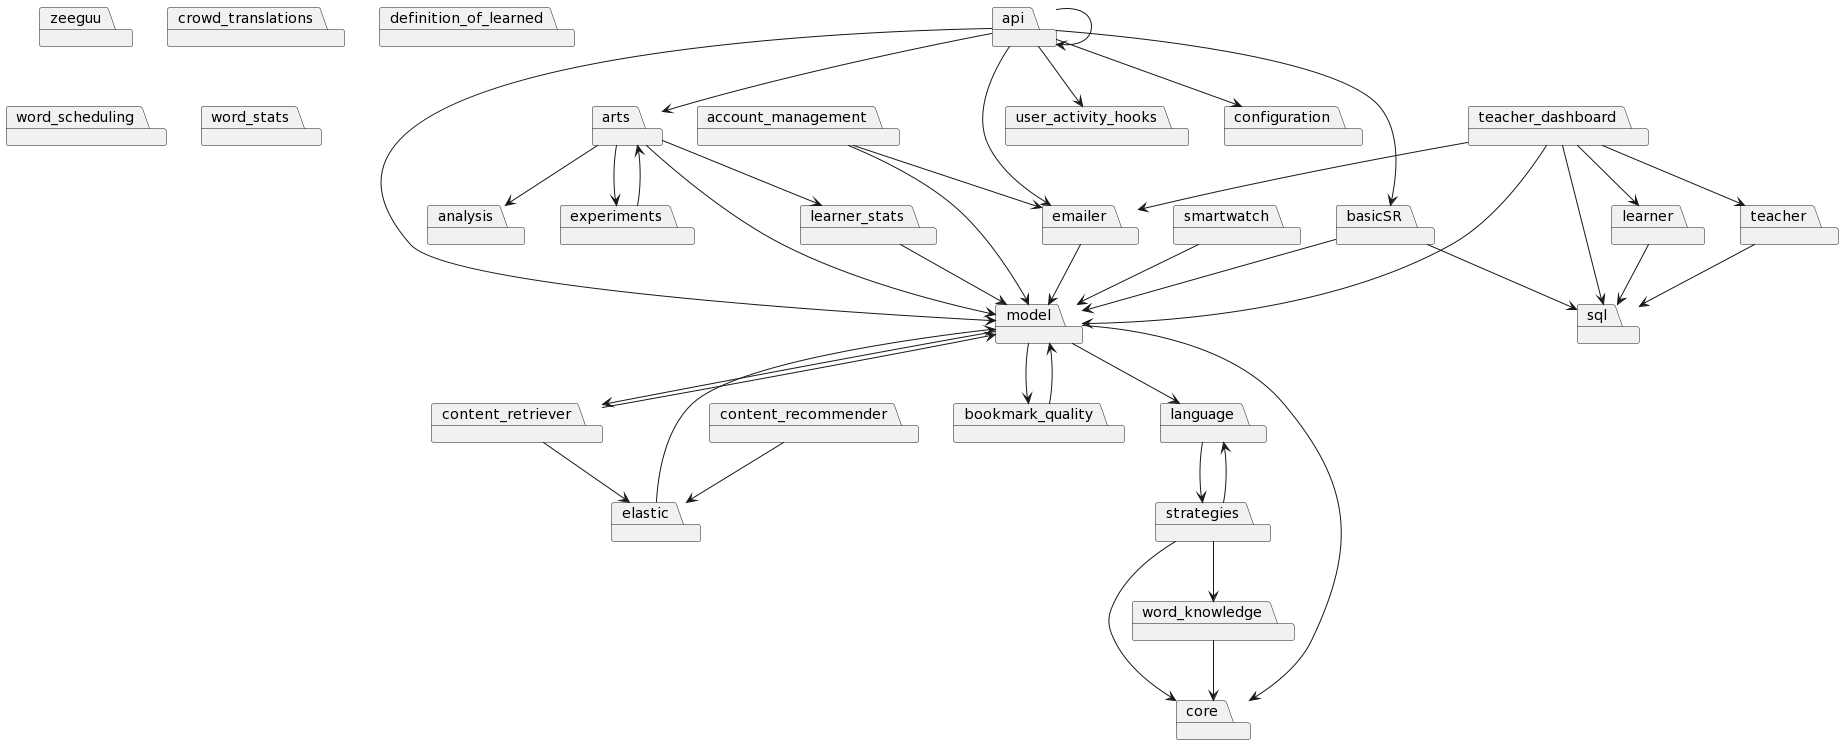 zeeguu
crowd_translations
definition_of_learned
api
word_scheduling
word_stats
arts
account_management
user_activity_hooks
configuration
teacher_dashboard
analysis
experiments
learner_stats
emailer
smartwatch
basicSR
learner
teacher
model
sql
content_retriever
content_recommender
bookmark_quality
language
elastic
strategies
word_knowledge
core